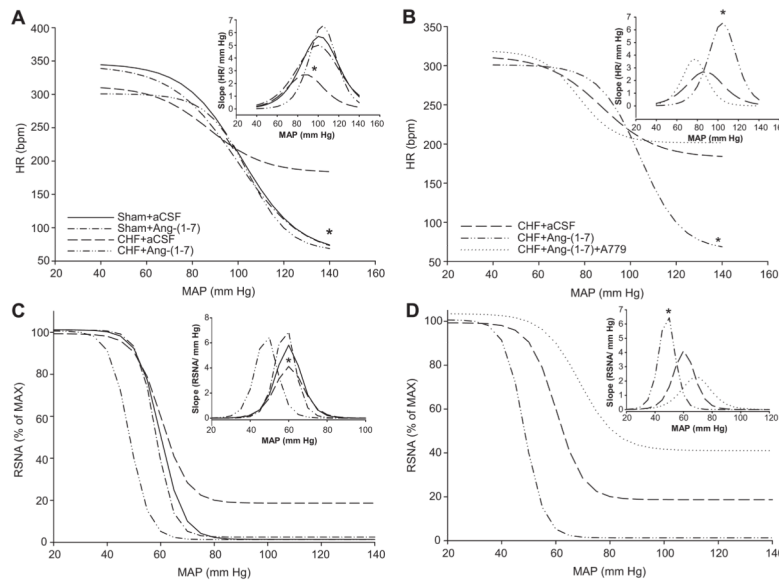 A
HR (bpm)
400
350
300
250
200
150
100
50
20 40 60 80 100 120 140 160
MAP (mm Hg)
Sham+aCSF
Sham+Ang-(1-7)
CHF+aCSF
CHF+Ang-(1-7)
*
Slope (HR/ mm Hg)
8
7
6
5
4
3
2
1
0
20 40 60 80 100 120 140 160
MAP (mm Hg)
*
B
HR (bpm)
400
350
300
250
200
150
100
50
20 40 60 80 100 120 140 160
MAP (mm Hg)
CHF+aCSF
CHF+Ang-(1-7)
CHF+Ang-(1-7)+A779
*
Slope (HR/ mm Hg)
8
7
6
5
4
3
2
1
0
20 40 60 80 100 120 140 160
MAP (mm Hg)
*
C
RSNA (% of MAX)
100
80
60
40
20
0
20 40 60 80 100 120 140
MAP (mm Hg)
Slope (RSNA/ mm Hg)
8
6
4
2
0
20 40 60 80 100
MAP (mm Hg)
*
D
RSNA (% of MAX)
100
80
60
40
20
0
20 40 60 80 100 120 140
MAP (mm Hg)
Slope (RSNA/ mm Hg)
7
6
5
4
3
2
1
0
20 40 60 80 100 120
MAP (mm Hg)
*